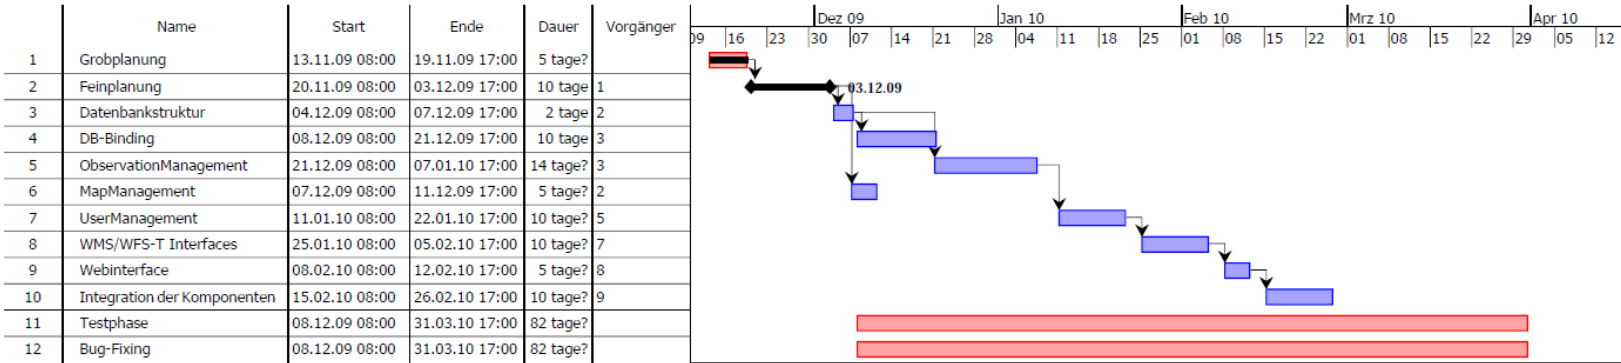 Name Start Ende Dauer Vorgänger
Dez 09 Jan 10 Feb 10 Mrz 10 Apr 10
09 16 23 30 07 14 21 28 04 11 18 25 01 08 15 22 01 08 15 22 29 05 12
1 Grobplanung 13.11.09 08:00 19.11.09 17:00 5 tage?
2 Feinplanung 20.11.09 08:00 03.12.09 17:00 10 tage 1 03.12.09
3 Datenbankstruktur 04.12.09 08:00 07.12.09 17:00 2 tage 2
4 DB-Binding 08.12.09 08:00 21.12.09 17:00 10 tage 3
5 ObservationManagement 21.12.09 08:00 07.01.10 17:00 14 tage? 3
6 MapManagement 07.12.09 08:00 11.12.09 17:00 5 tage? 2
7 UserManagement 11.01.10 08:00 22.01.10 17:00 10 tage? 5
8 WMS/WFS-T Interfaces 25.01.10 08:00 05.02.10 17:00 10 tage? 7
9 Webinterface 08.02.10 08:00 12.02.10 17:00 5 tage? 8
10 Integration der Komponenten 15.02.10 08:00 26.02.10 17:00 10 tage? 9
11 Testphase 08.12.09 08:00 31.03.10 17:00 82 tage?
12 Bug-Fixing 08.12.09 08:00 31.03.10 17:00 82 tage?